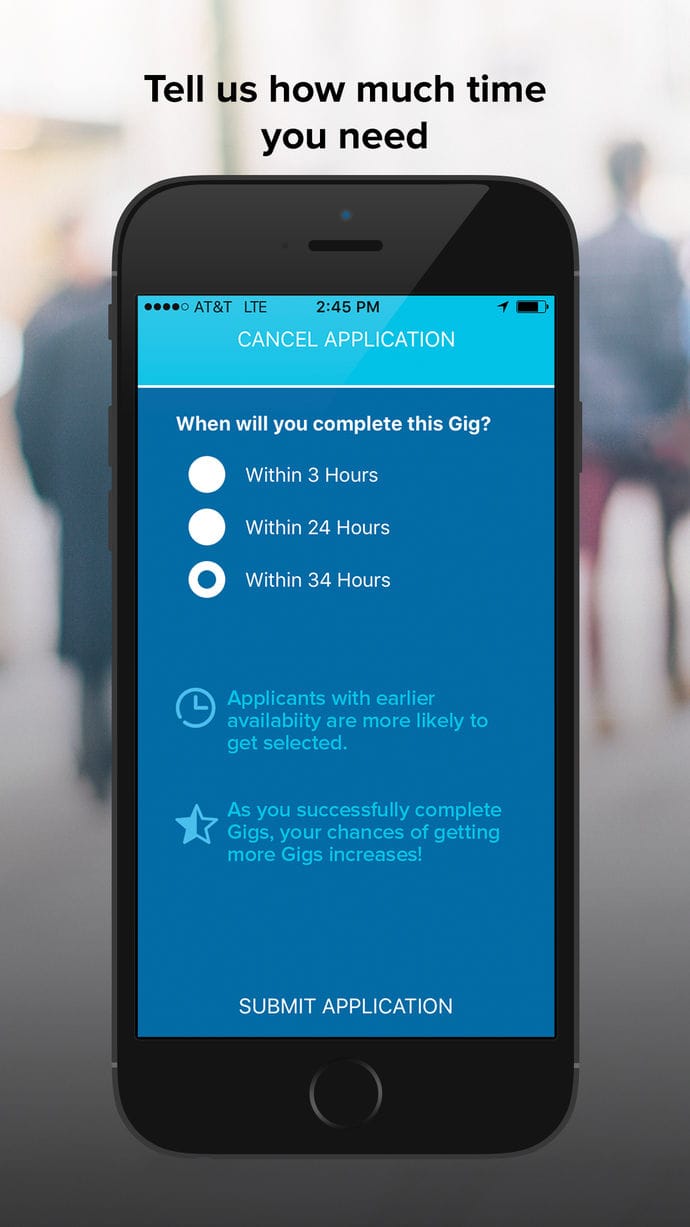 Tell us how much time
you need
AT&T LTE 2:45 PM
CANCEL APPLICATION
When will you complete this Gig?
Within 3 Hours
Within 24 Hours
Within 34 Hours
Applicants with earlier
availabiity are more likely to
get selected.
As you successfully complete
Gigs, your chances of getting
more Gigs increases!
SUBMIT APPLICATION